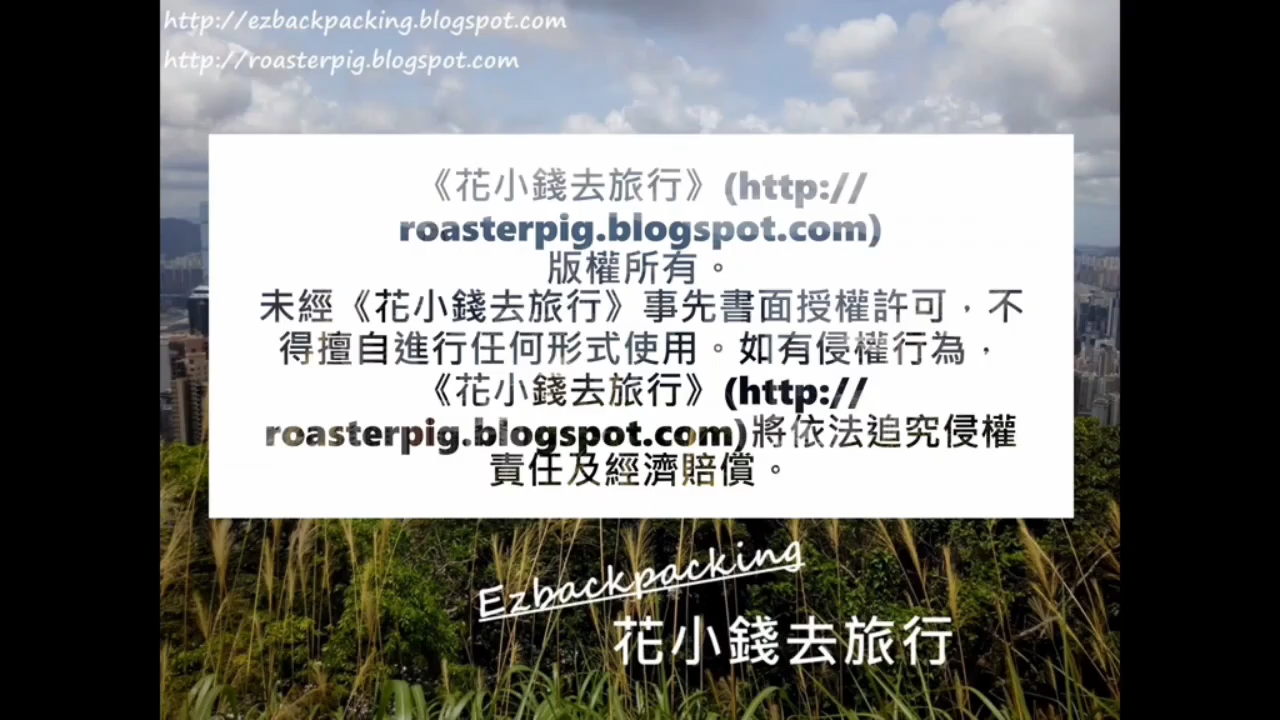 http://ezbackpacking.blogspot.com
http://roasterpig.blogspot.com
《花小錢去旅行》(http://
roasterpig.blogspot.com)
版權所有。
未經《花小錢去旅行》事先書面授權許可，不
得擅自進行任何形式使用。如有侵權行為，
《花小錢去旅行》(http://
roasterpig.blogspot.com)將依法追究侵權
責任及經濟賠償。
Ezbackpacking
花小錢去旅行